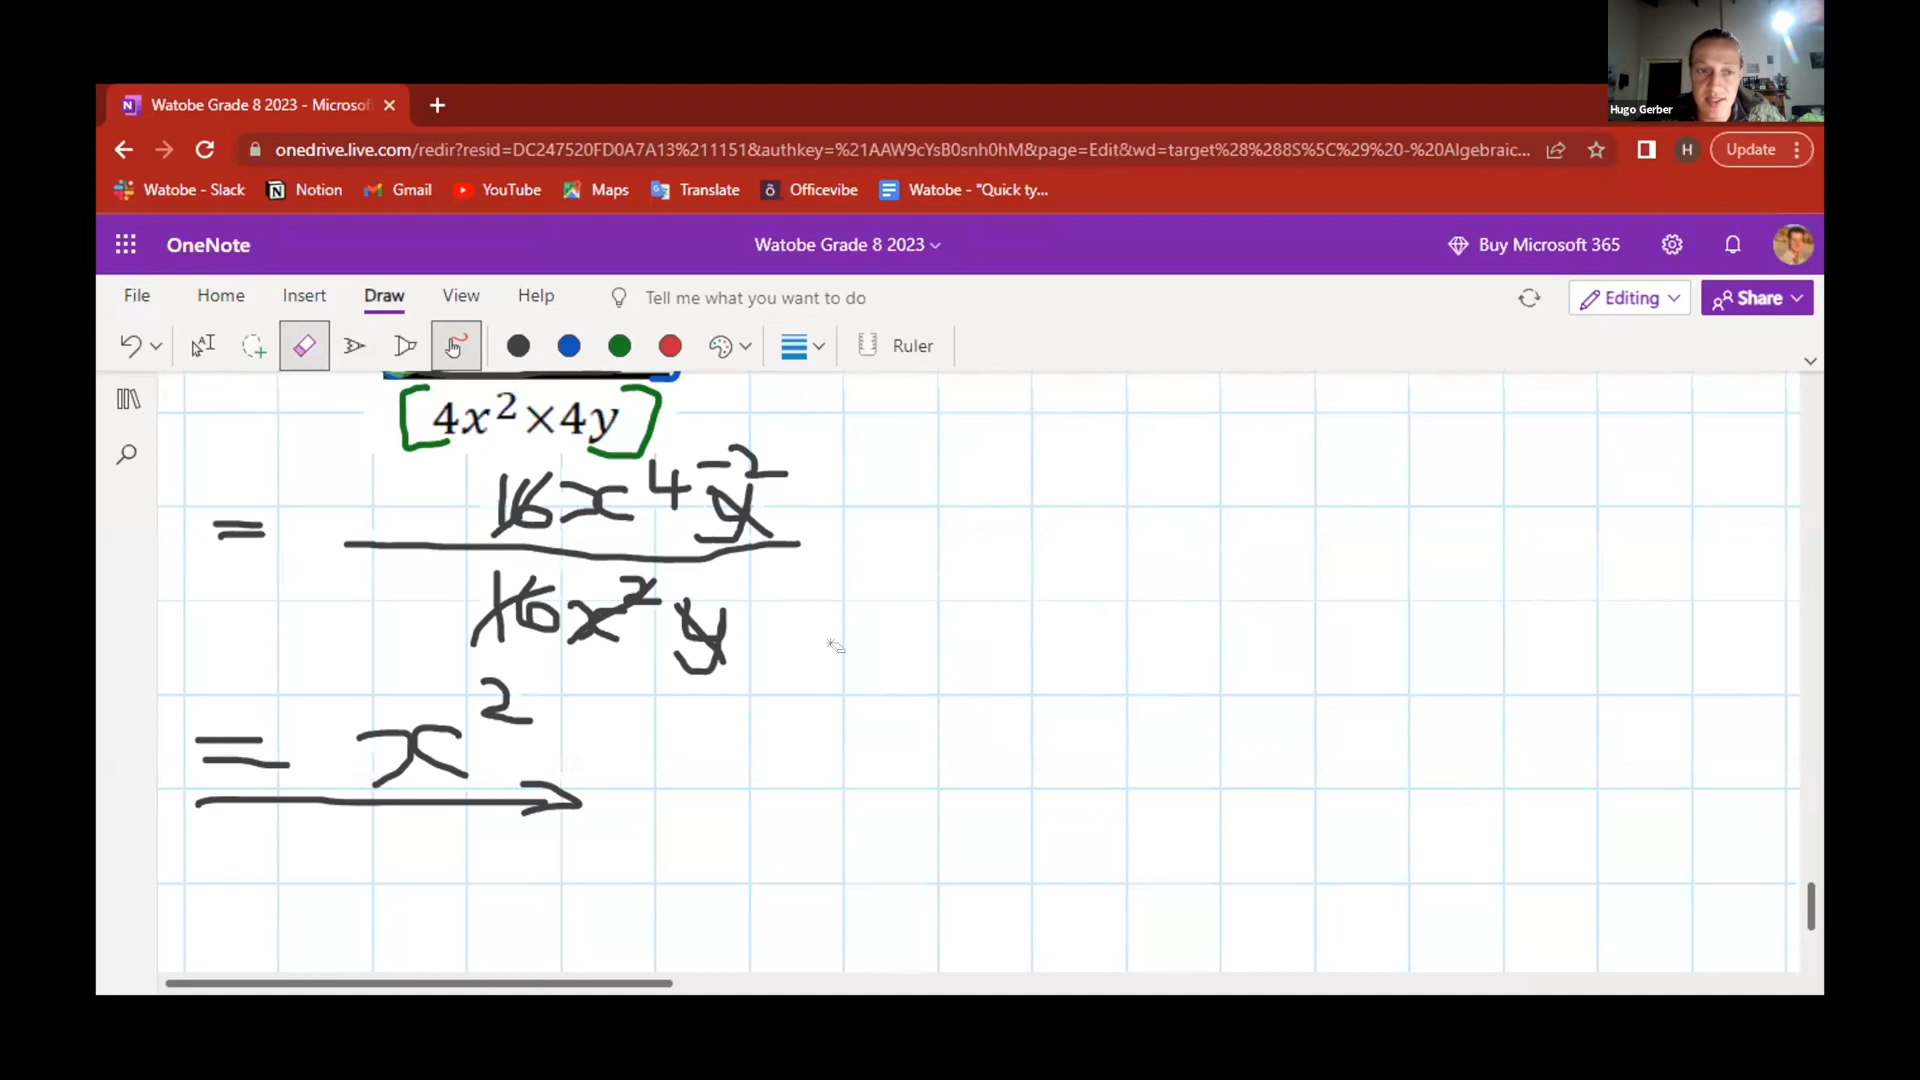 Hugo Gerber
Watobe Grade 8 2023 - Microsof
onedrive.live.com/redir?resid=DC247520FD0A7A13%211151&authkey=%21AAW9cYsB0snh0hM&page=Edit&wd=target%28%288S%5C%29%20-%20Algebraic... H Update
Watobe - Slack Notion Gmail YouTube Maps Translate Officevibe Watobe - "Quick ty...
OneNote Watobe Grade 8 2023 Buy Microsoft 365
File Home Insert Draw View Help Tell me what you want to do Editing Share
Ruler
4x²×4y
= 16x⁴y²
16x²y
= x²